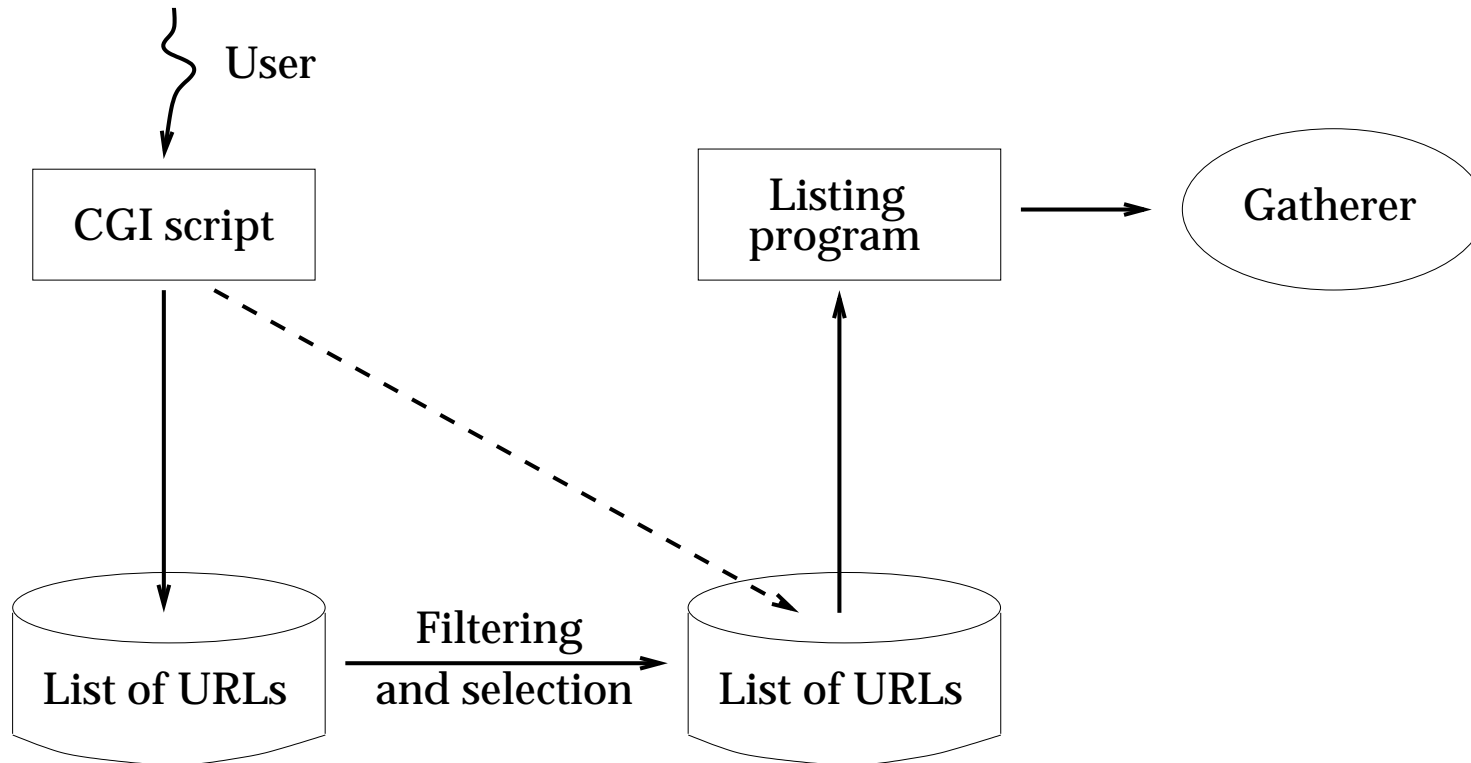 User
CGI script
Listing
program
Gatherer
List of URLs
Filtering
and selection
List of URLs